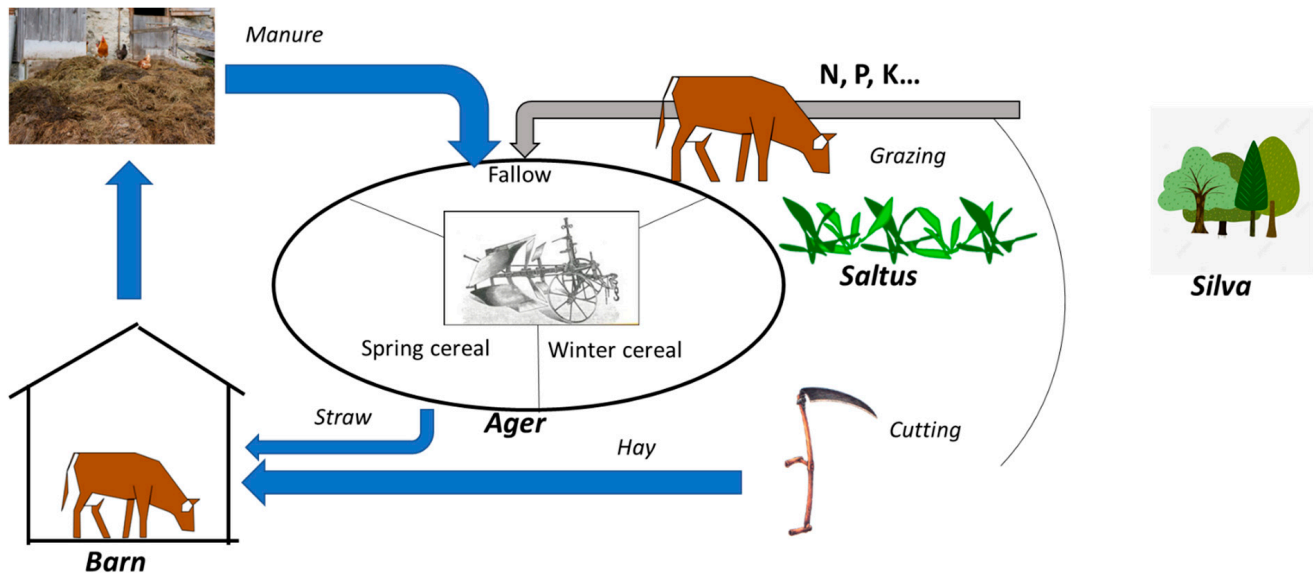 Manure
N, P, K...
Grazing
Fallow
Saltus
Silva
Spring cereal
Winter cereal
Straw
Ager
Hay
Cutting
Barn